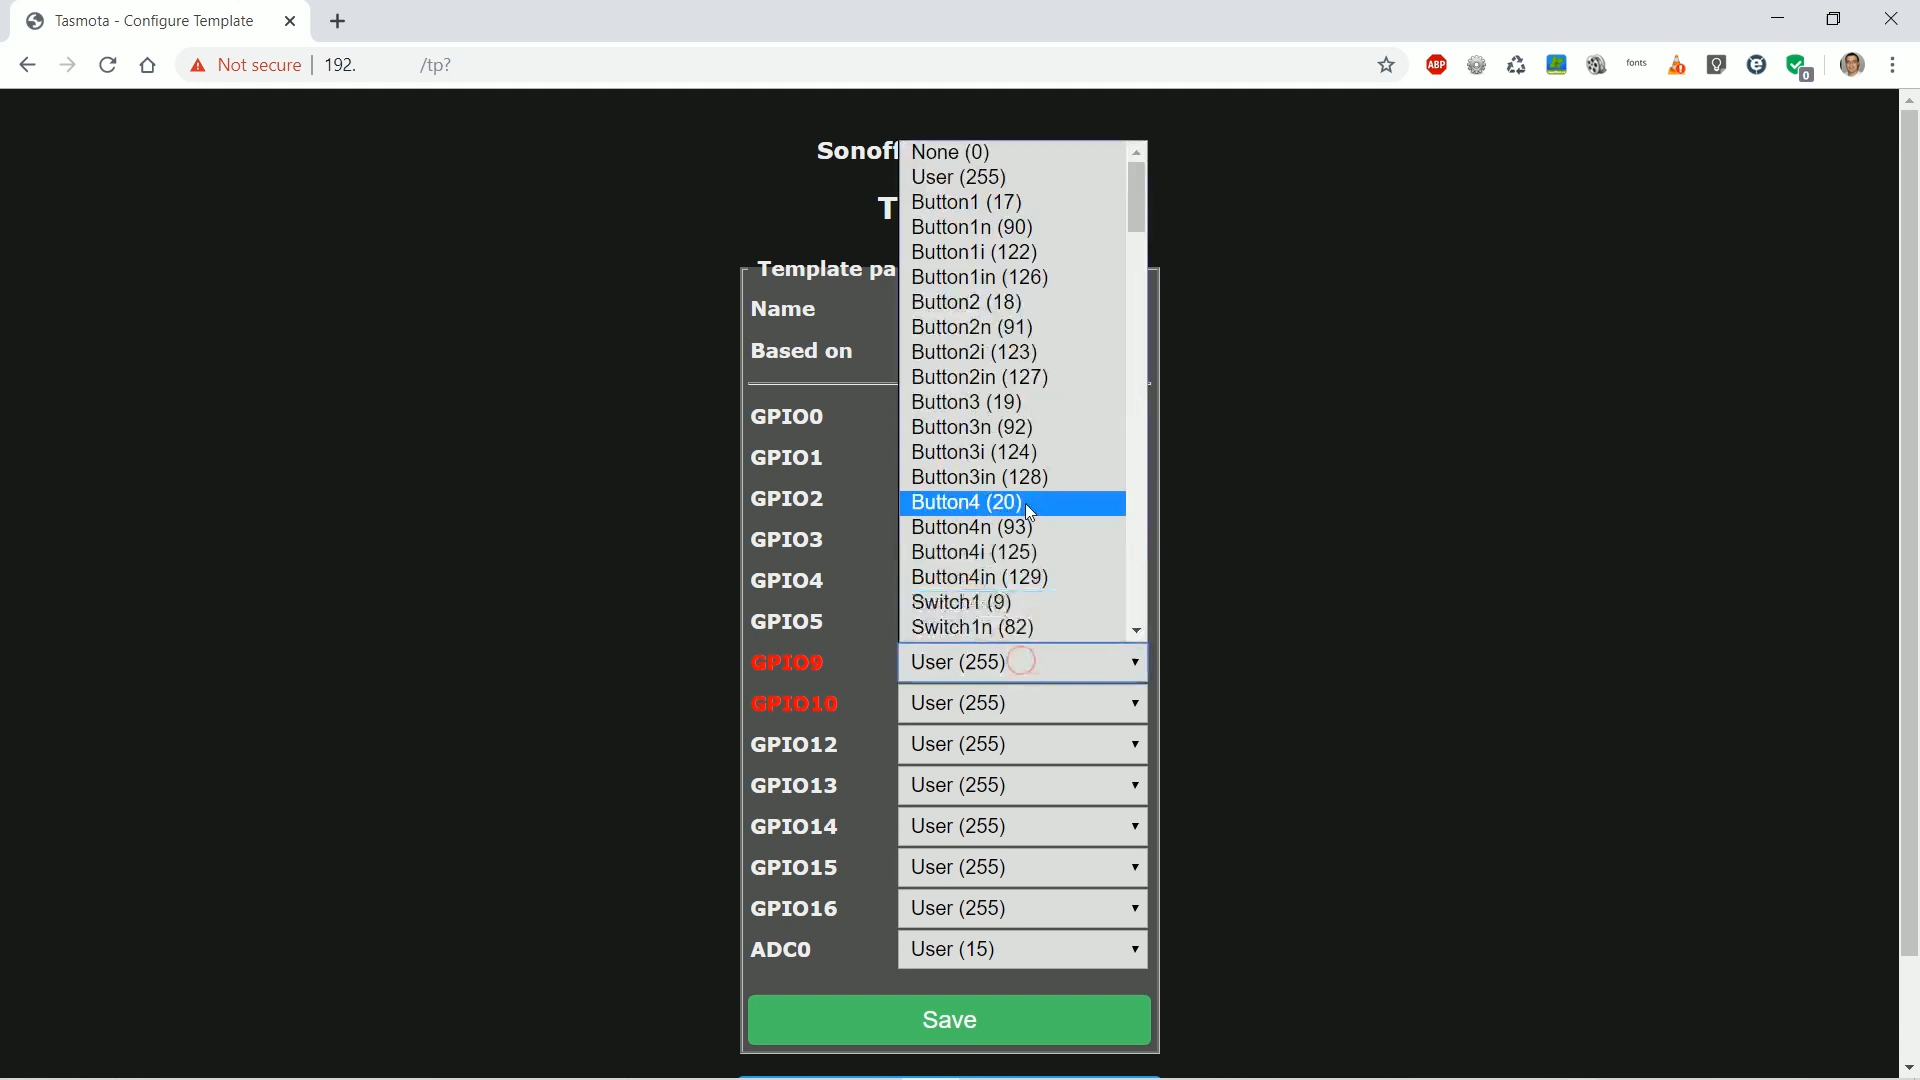 Tasmota - Configure Template
Not secure | 192. /tp?
ABP
fonts
0
Sonoff
T
Template pa
Name
Based on
None (0)
User (255)
Button1 (17)
Button1n (90)
Button1i (122)
Button1in (126)
Button2 (18)
Button2n (91)
Button2i (123)
Button2in (127)
Button3 (19)
Button3n (92)
Button3i (124)
Button3in (128)
Button4 (20)
Button4n (93)
Button4i (125)
Button4in (129)
Switch1 (9)
Switch1n (82)
GPIO0
GPIO1
GPIO2
GPIO3
GPIO4
GPIO5
GPIO9 User (255)
GPIO10 User (255)
GPIO12 User (255)
GPIO13 User (255)
GPIO14 User (255)
GPIO15 User (255)
GPIO16 User (255)
ADC0 User (15)
Save